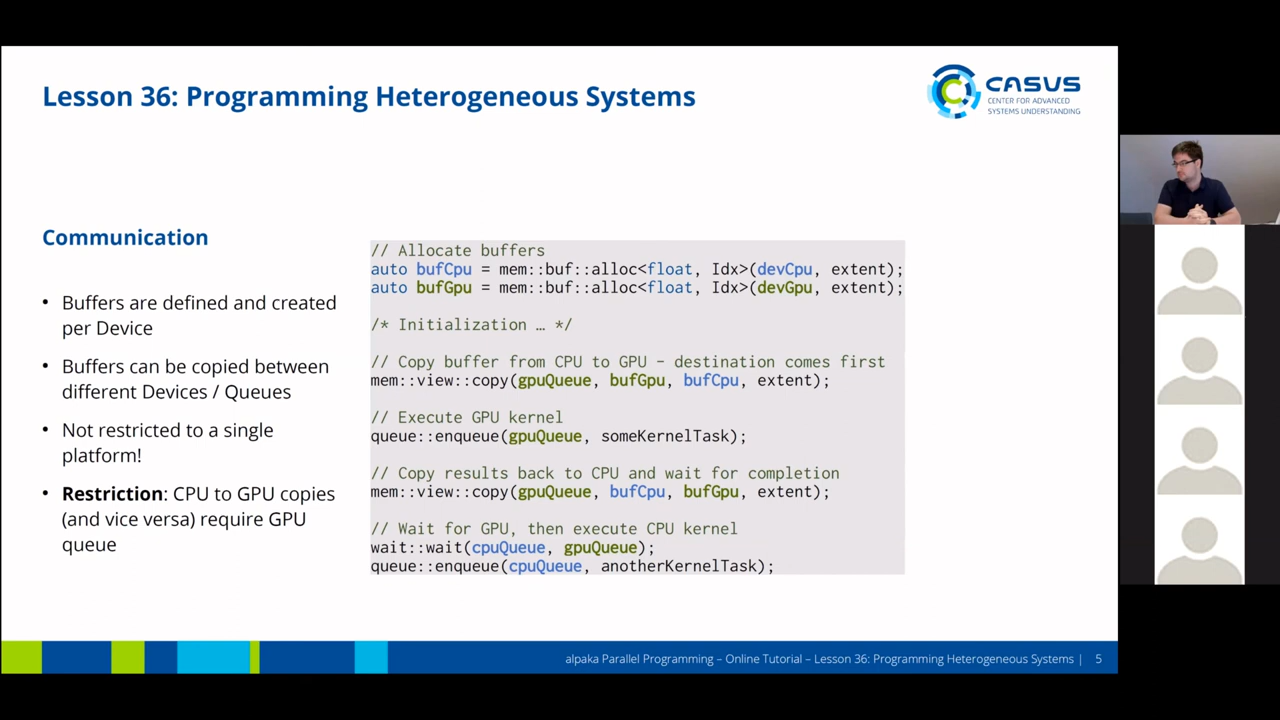 Lesson 36: Programming Heterogeneous Systems
CASUS
CENTER FOR ADVANCED
SYSTEMS UNDERSTANDING
Communication
• Buffers are defined and created
per Device
• Buffers can be copied between
different Devices / Queues
• Not restricted to a single
platform!
• Restriction: CPU to GPU copies
(and vice versa) require GPU
queue
// Allocate buffers
auto bufCpu = mem::buf::alloc<float, Idx>(devCpu, extent);
auto bufGpu = mem::buf::alloc<float, Idx>(devGpu, extent);
/* Initialization … */
// Copy buffer from CPU to GPU – destination comes first
mem::view::copy(gpuQueue, bufGpu, bufCpu, extent);
// Execute GPU kernel
queue::enqueue(gpuQueue, someKernelTask);
// Copy results back to CPU and wait for completion
mem::view::copy(gpuQueue, bufCpu, bufGpu, extent);
// Wait for GPU, then execute CPU kernel
wait::wait(cpuQueue, gpuQueue);
queue::enqueue(cpuQueue, anotherKernelTask);
alpaka Parallel Programming – Online Tutorial – Lesson 36: Programming Heterogeneous Systems | 5